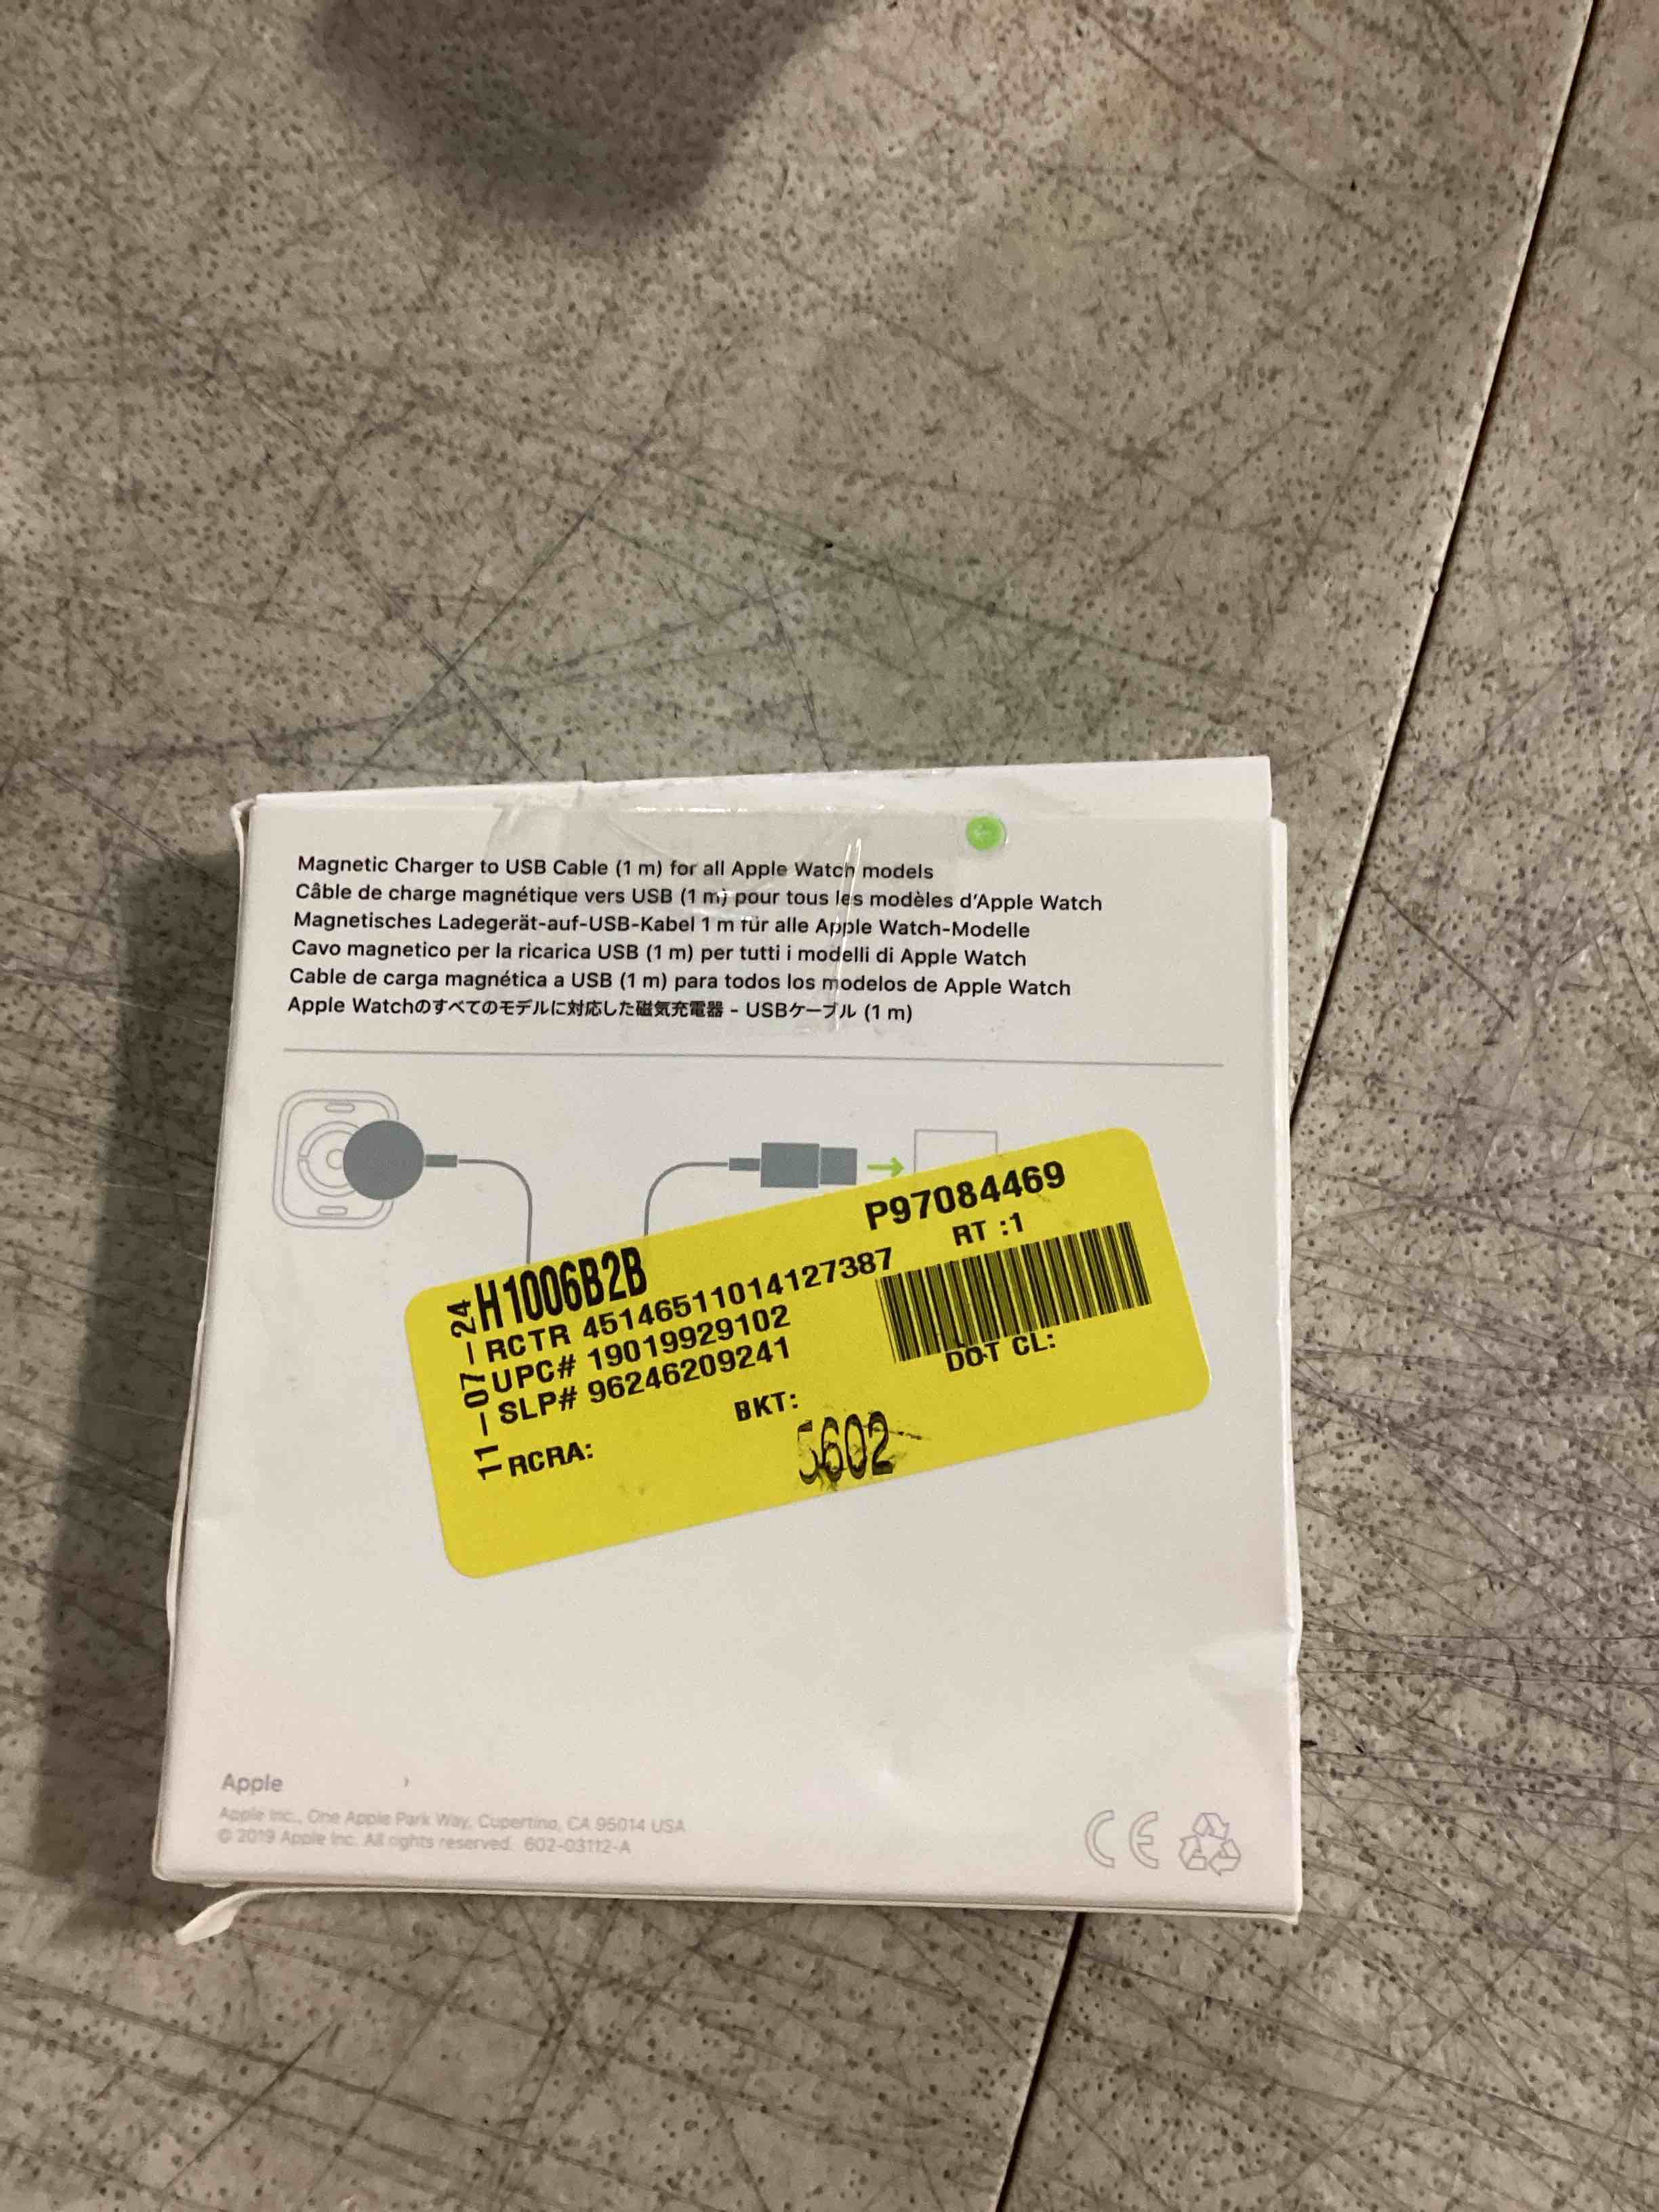 Magnetic Charger to USB Cable (1 m) for all Apple Watch models
Câble de charge magnétique vers USB (1 m) pour tous les modèles d'Apple Watch
Magnetisches Ladegerät-auf-USB-Kabel 1 m für alle Apple Watch-Modelle
Cavo magnetico per la ricarica USB (1 m) per tutti i modelli di Apple Watch
Cable de carga magnética a USB (1 m) para todos los modelos de Apple Watch
Apple Watchのすべてのモデルに対応した磁気充電器 - USBケーブル (1 m)
P97084469
RT :1
H1006B2B
RCTR 45146511014127387
UPC# 19019929102
SLP# 96246209241
DOT CL:
BKT:
5602
RCRA:
11-07-24
Apple
Apple Inc., One Apple Park Way, Cupertino, CA 95014 USA
© 2019 Apple Inc. All rights reserved. 602-03112-A
CE